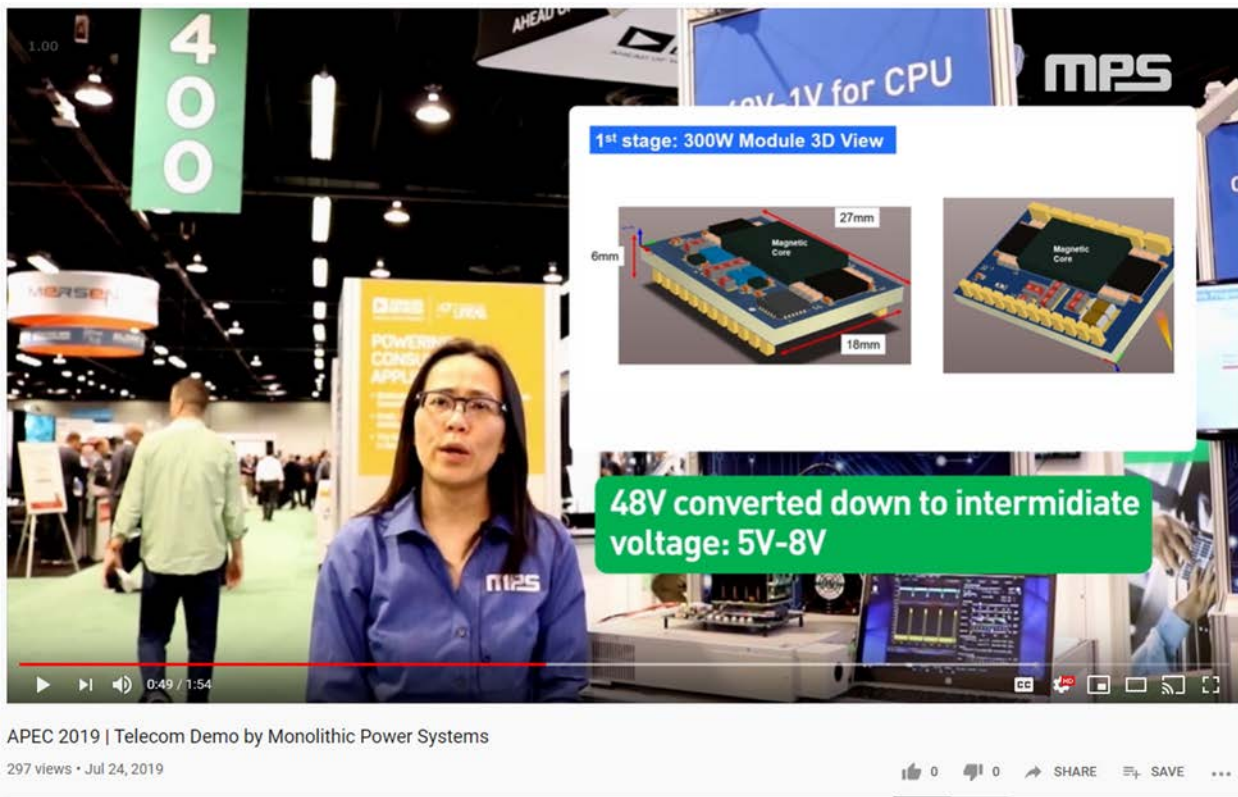 1.00
400
AHEAD OF
48V-1V for CPU
mPS
1st stage: 300W Module 3D View
27mm
6mm
Magnetic
Core
Magnetic
Core
18mm
MERSEN
POWERING
CONSU
APPL
48V converted down to intermidiate
voltage: 5V-8V
mPS
0:49 / 1:54
CC
HD
APEC 2019 | Telecom Demo by Monolithic Power Systems
297 views • Jul 24, 2019
0
0
SHARE
SAVE